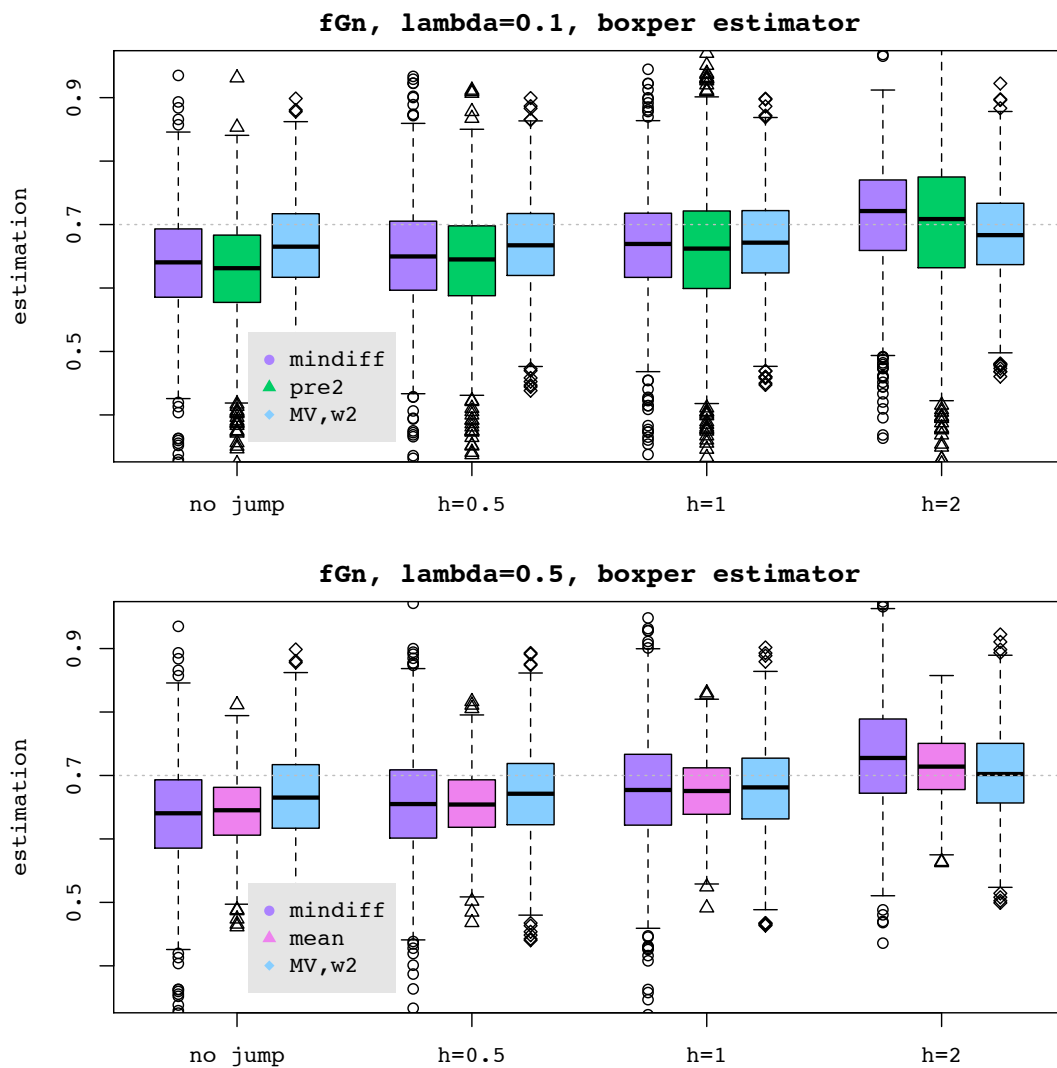 fGn, lambda=0.1, boxper estimator
estimation
0.9
0.7
0.5
mindiff
pre2
MV,w2
no jump h=0.5 h=1 h=2
fGn, lambda=0.5, boxper estimator
estimation
0.9
0.7
0.5
mindiff
mean
MV,w2
no jump h=0.5 h=1 h=2